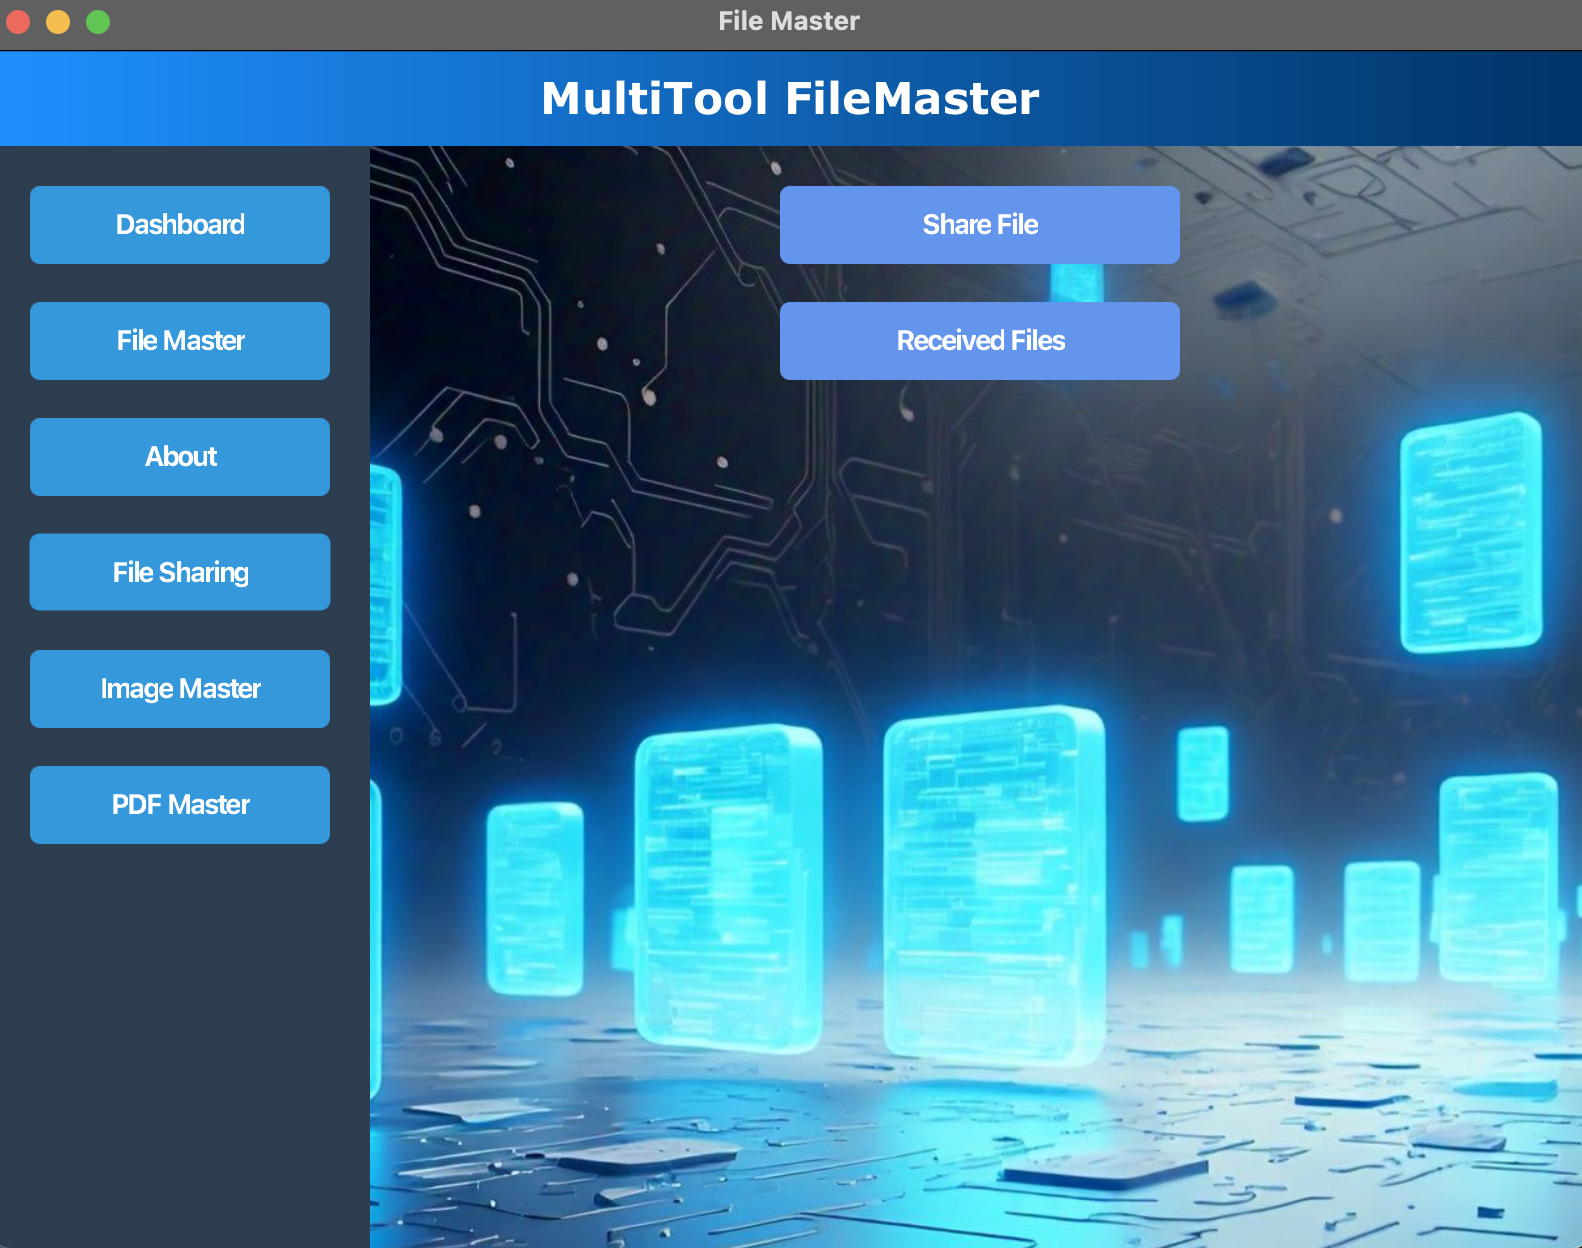 File Master
MultiTool FileMaster
Dashboard
File Master
About
File Sharing
Image Master
PDF Master
Share File
Received Files